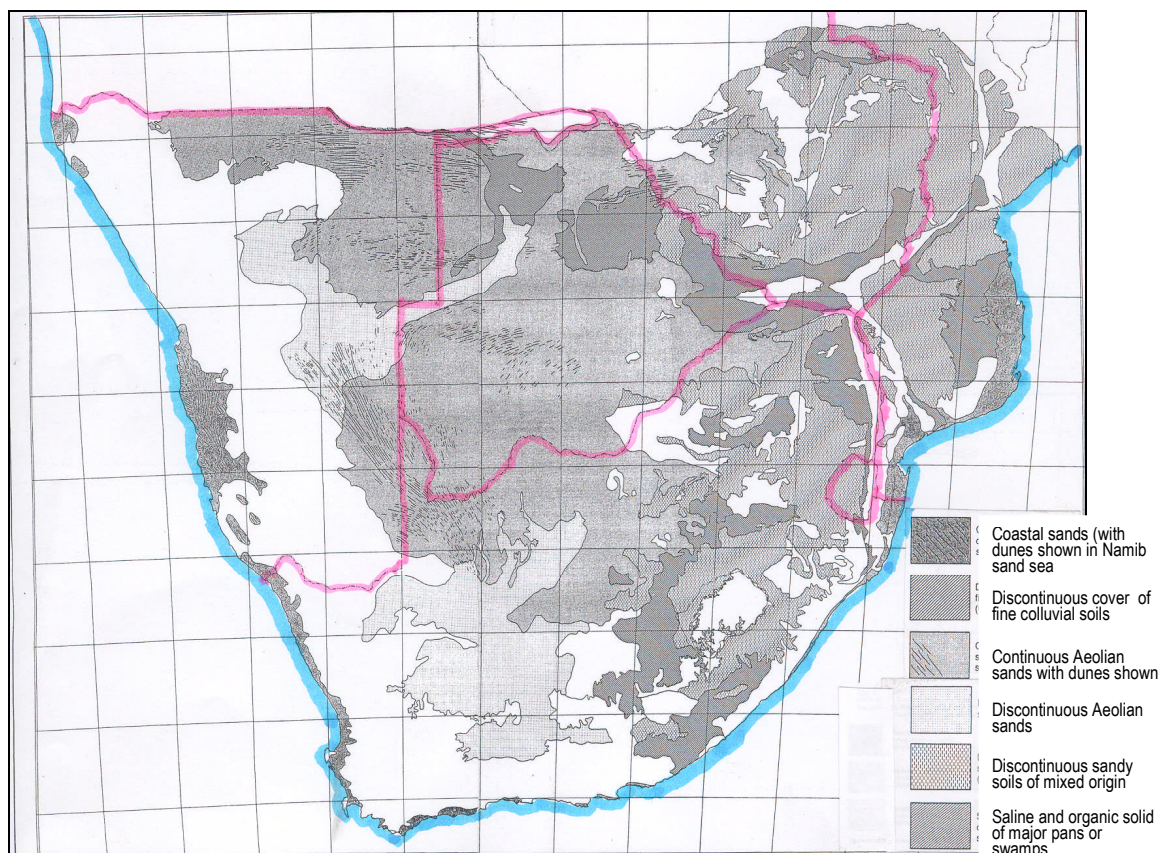 Coastal sands (with
dunes shown in Namib
sand sea
Discontinuous cover of
fine colluvial soils
Continuous Aeolian
sands with dunes shown
Discontinuous Aeolian
sands
Discontinuous sandy
soils of mixed origin
Saline and organic solid
of major pans or
swamps